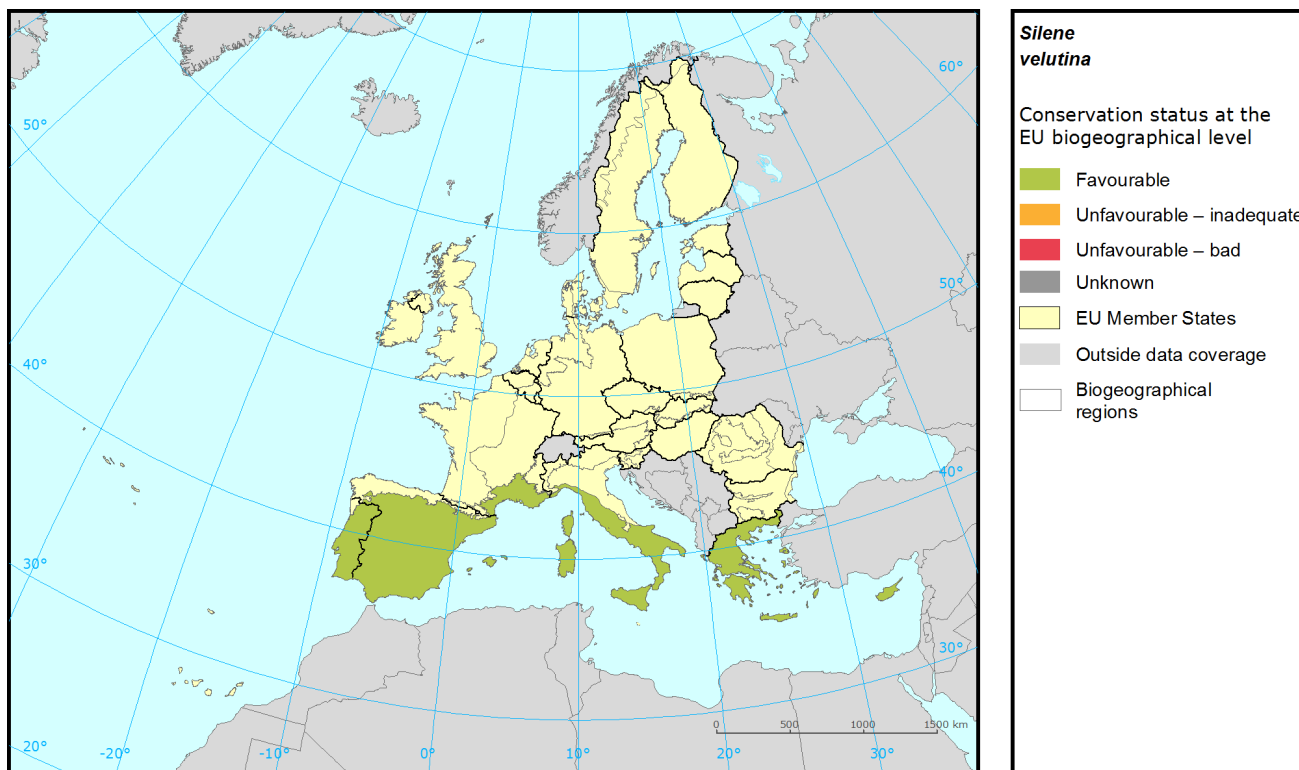 60°
50°
50°
40°
40°
30°
30°
20°
-20°
-10°
0°
10°
20°
30°
0 500 1000 1500 km
Silene
velutina
Conservation status at the
EU biogeographical level
Favourable
Unfavourable – inadequate
Unfavourable – bad
Unknown
EU Member States
Outside data coverage
Biogeographical
regions